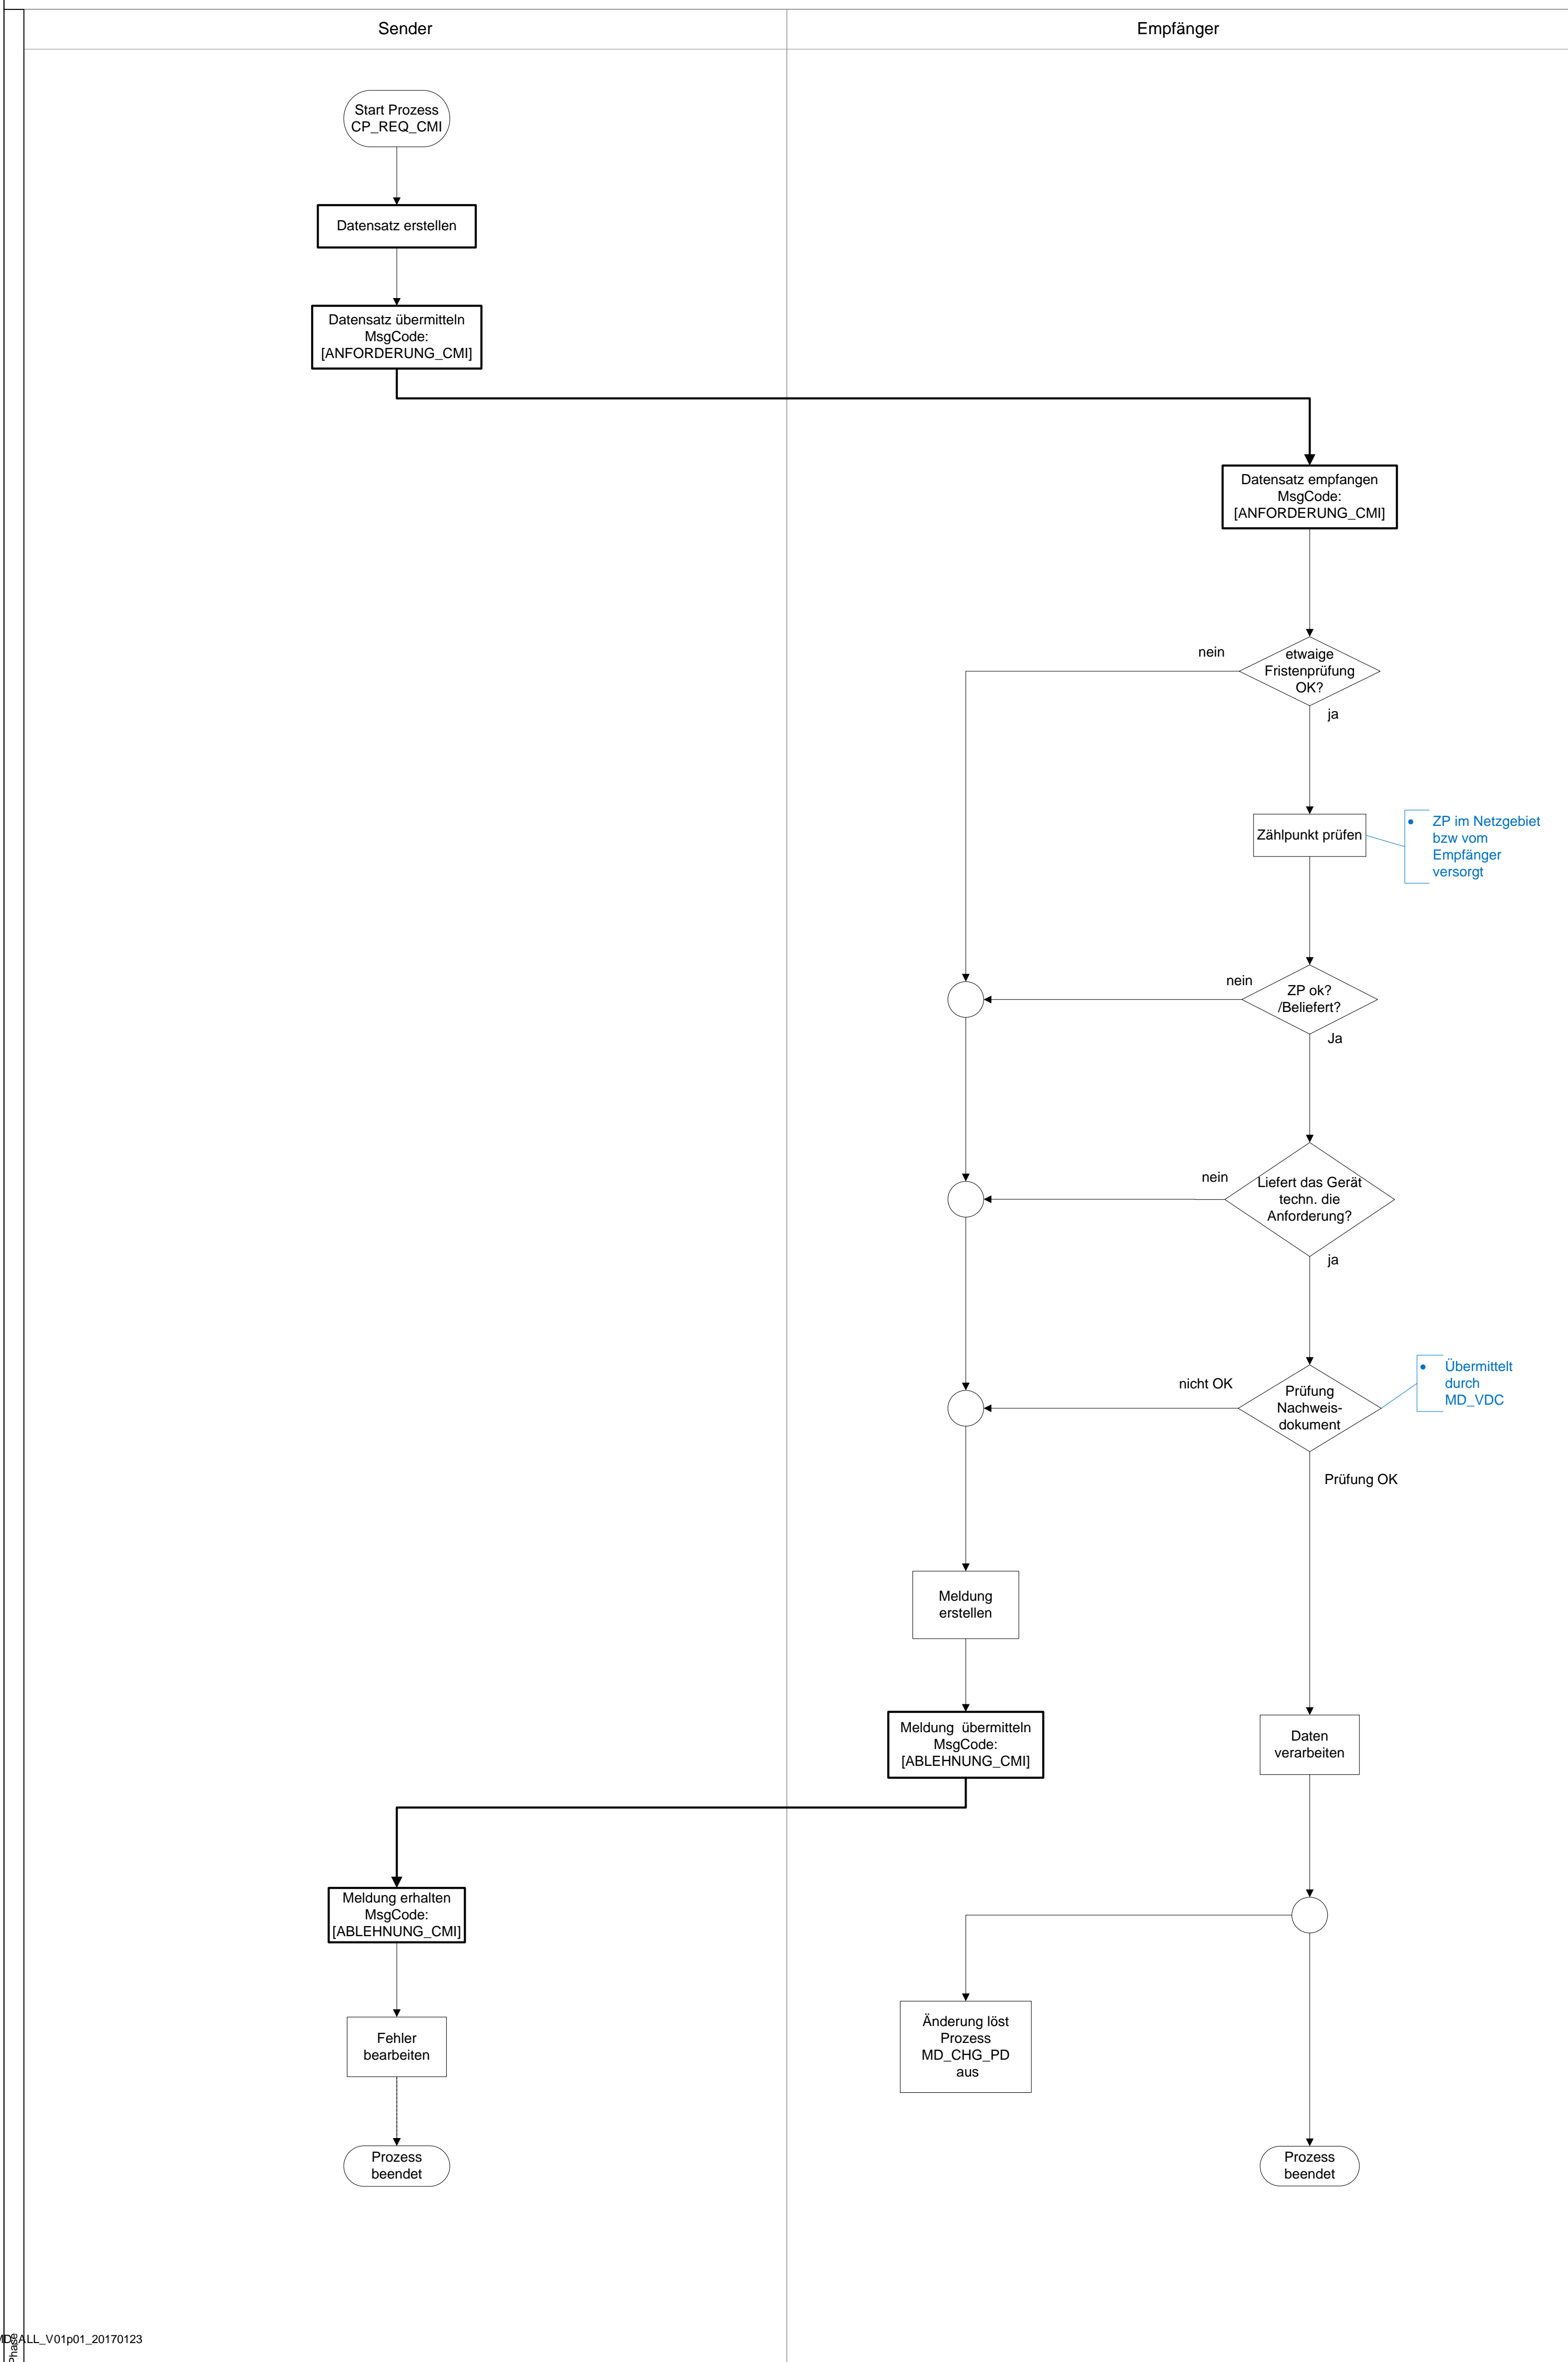 Sender
Empfänger
Start Prozess
CP_REQ_CMI
Datensatz erstellen
Datensatz übermitteln
MsgCode:
[ANFORDERUNG_CMI]
Datensatz empfangen
MsgCode:
[ANFORDERUNG_CMI]
etwaige
Fristenprüfung
OK?
nein
ja
Zählpunkt prüfen
ZP im Netzgebiet
bzw vom
Empfänger
versorgt
ZP ok?
/Beliefert?
nein
Ja
Liefert das Gerät
techn. die
Anforderung?
nein
ja
Prüfung
Nachweis-
dokument
nicht OK
Übermittelt
durch
MD_VDC
Prüfung OK
Meldung
erstellen
Meldung übermitteln
MsgCode:
[ABLEHNUNG_CMI]
Daten
verarbeiten
Meldung erhalten
MsgCode:
[ABLEHNUNG_CMI]
Fehler
bearbeiten
Änderung löst
Prozess
MD_CHG_PD
aus
Prozess
beendet
Prozess
beendet
ALL_V01p01_20170123
Phase